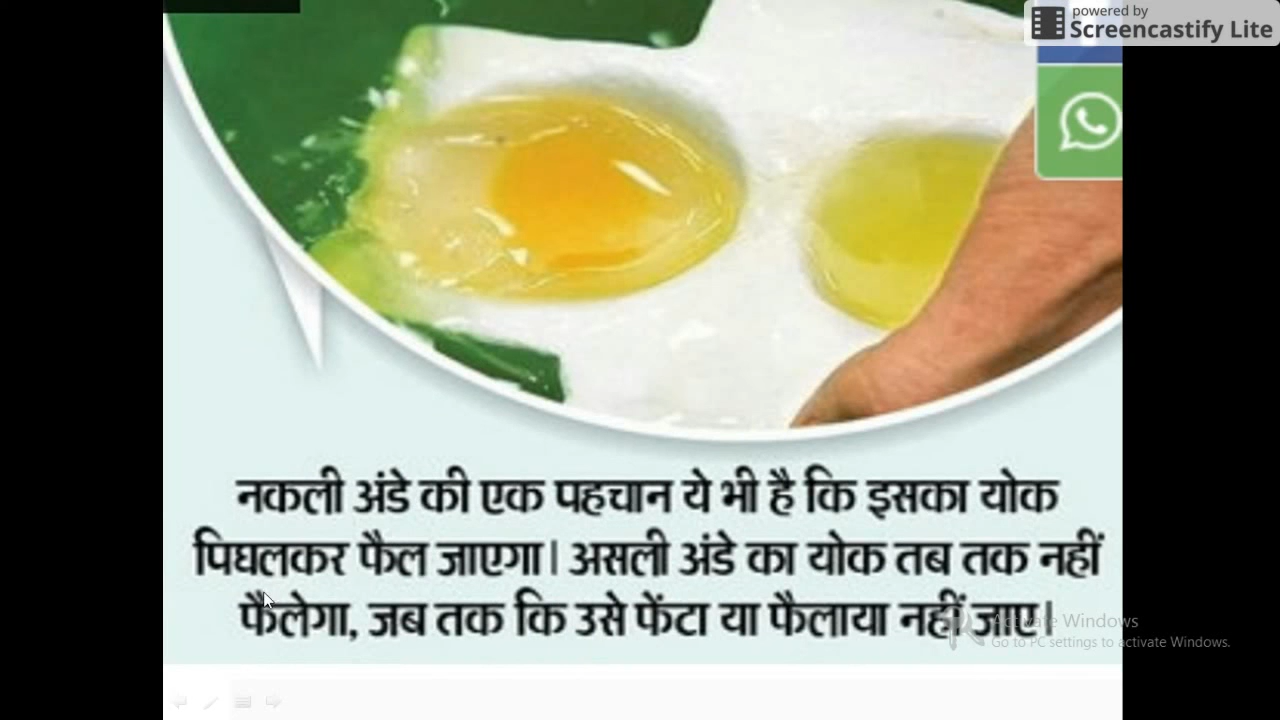 powered by
Screencastify Lite
नकली अंडे की एक पहचान ये भी है कि इसका योक
पिघलकर फैल जाएगा। असली अंडे का योक तब तक नहीं
फैलेगा, जब तक कि उसे फेंटा या फैलाया नहीं जाए।
Activate Windows
Go to PC settings to activate Windows.